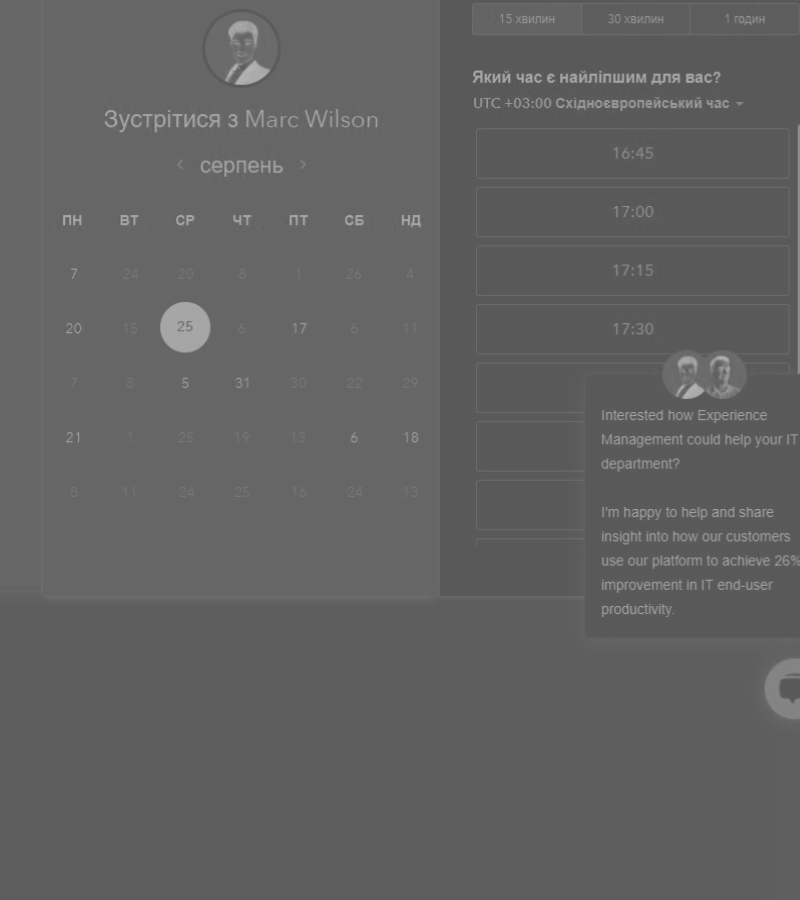 Зустрітися з Marc Wilson
серпень
ПН ВТ СР ЧТ ПТ СБ НД
7 24 20 8 1 26 4
20 15 25 6 17 6 11
7 8 5 31 30 22 29
21 1 25 19 13 6 18
8 11 24 25 16 24 13
15 хвилин 30 хвилин 1 годин
Який час є найліпшим для вас?
UTC +03:00 Східноєвропейський час
16:45
17:00
17:15
17:30
Interested how Experience
Management could help your IT
department?
I'm happy to help and share
insight into how our customers
use our platform to achieve 26%
improvement in IT end-user
productivity.